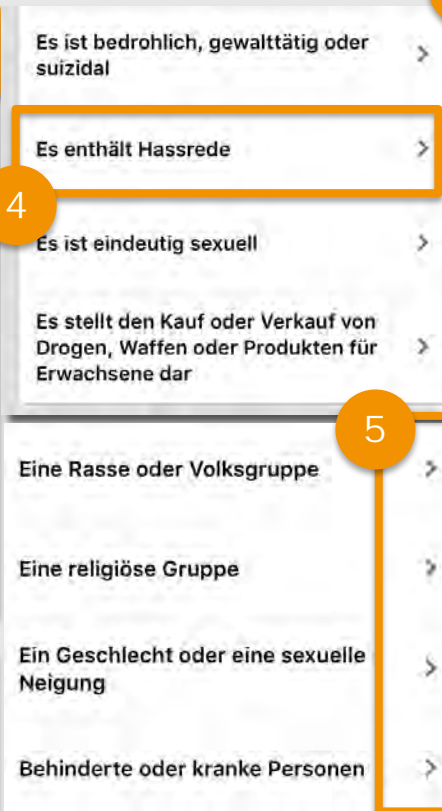 Es ist bedrohlich, gewalttätig oder
suizidal
Es enthält Hassrede
4
Es ist eindeutig sexuell
Es stellt den Kauf oder Verkauf von
Drogen, Waffen oder Produkten für
Erwachsene dar
5
Eine Rasse oder Volksgruppe
Eine religiöse Gruppe
Ein Geschlecht oder eine sexuelle
Neigung
Behinderte oder kranke Personen